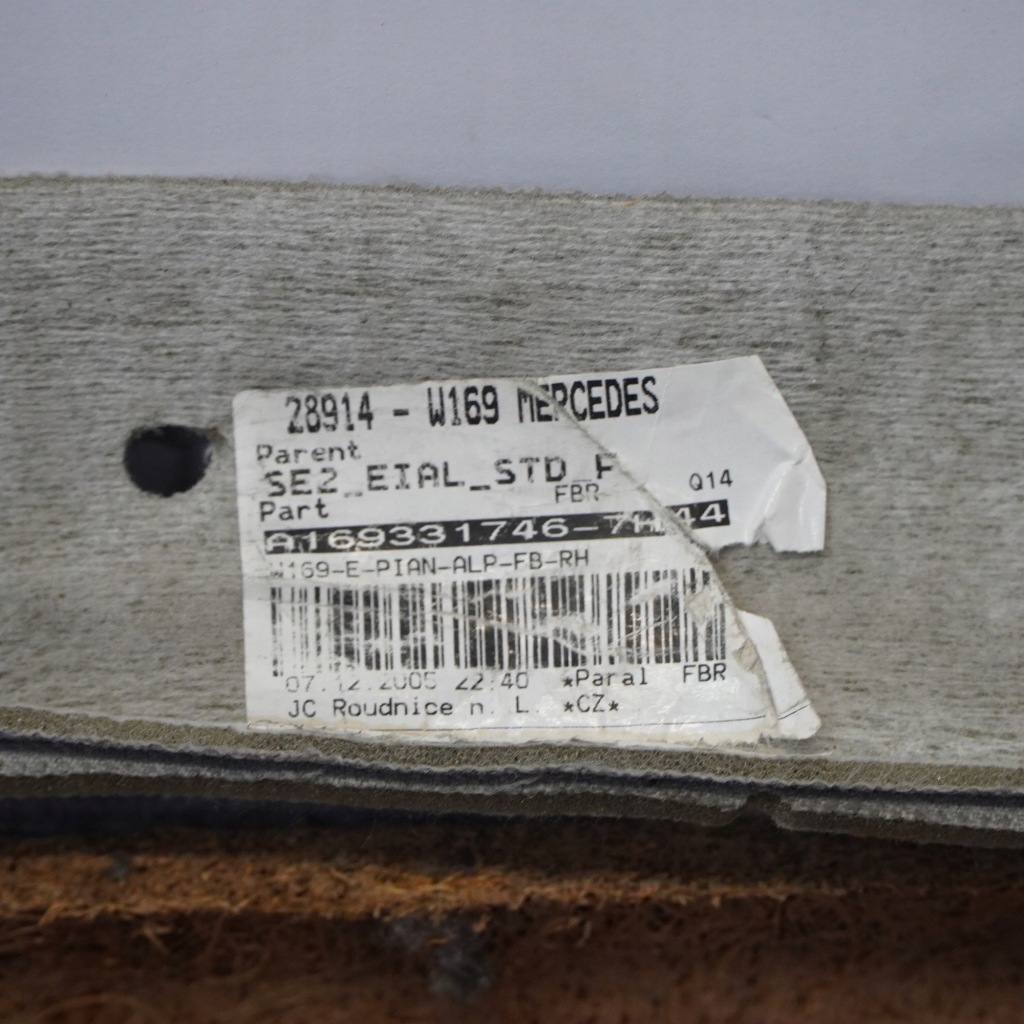 28914 - W169 MERCEDES
Parent
SE2_EIAL_STD_F
FBR Q14
Part
W169-E-PIAN-ALP-FB-RH
07.12.2005 22:40 *Paral FBR
JC Roudnice n. L. *CZ*